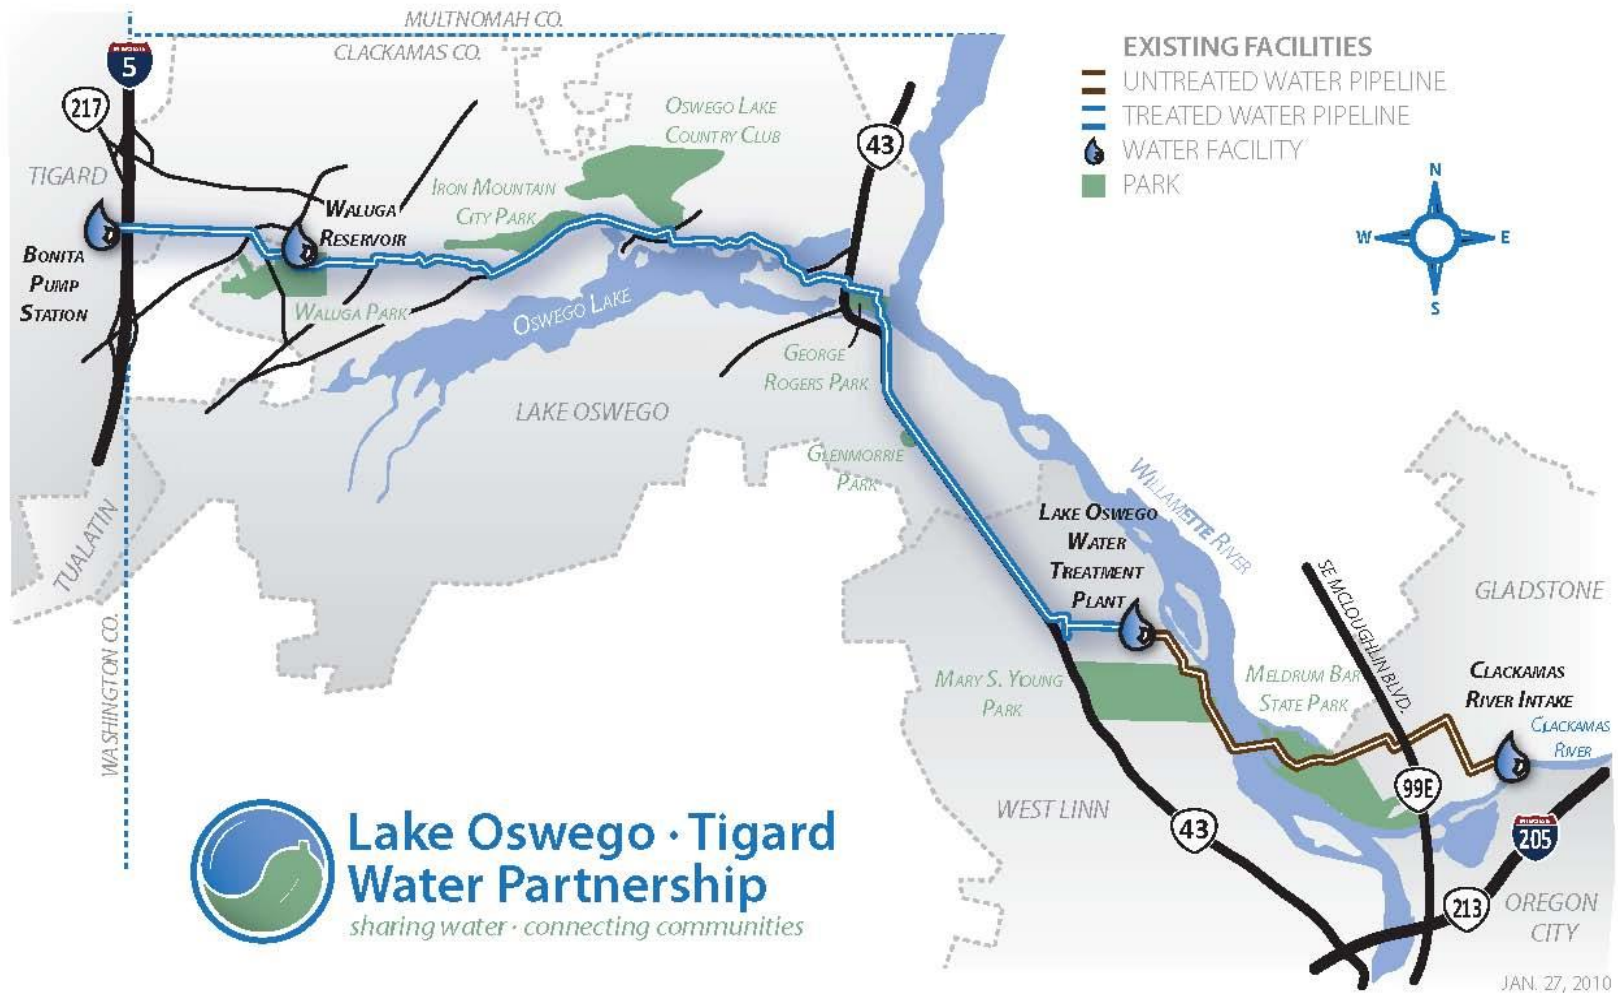 MULTNOMAH CO.
CLACKAMAS CO.
EXISTING FACILITIES
UNTREATED WATER PIPELINE
TREATED WATER PIPELINE
WATER FACILITY
PARK
N
W
E
S
5
217
TIGARD
BONITA
PUMP
STATION
WALUGA
RESERVOIR
IRON MOUNTAIN
CITY PARK
OSWEGO LAKE
COUNTRY CLUB
43
WALUGA PARK
OSWEGO LAKE
GEORGE
ROGERS PARK
LAKE OSWEGO
GLENMORRIE
PARK
TUALATIN
WASHINGTON CO.
LAKE OSWEGO
WATER
TREATMENT
PLANT
WILLAMETTE RIVER
SE MCLOUGHLIN BLVD.
GLADSTONE
MARY S. YOUNG
PARK
MELDRUM BAR
STATE PARK
CLACKAMAS
RIVER INTAKE
CLACKAMAS
RIVER
99E
WEST LINN
43
205
213
OREGON
CITY
Lake Oswego · Tigard
Water Partnership
sharing water · connecting communities
JAN. 27, 2010